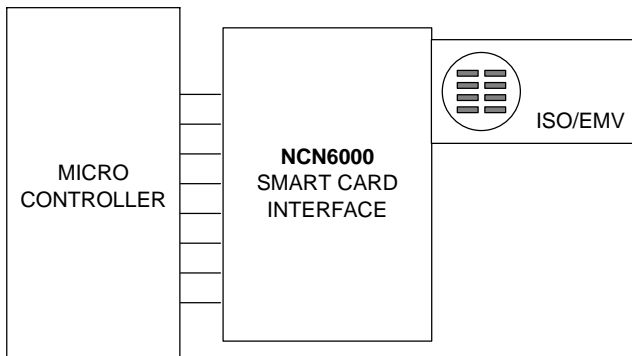 MICRO
CONTROLLER
NCN6000
SMART CARD
INTERFACE
ISO/EMV